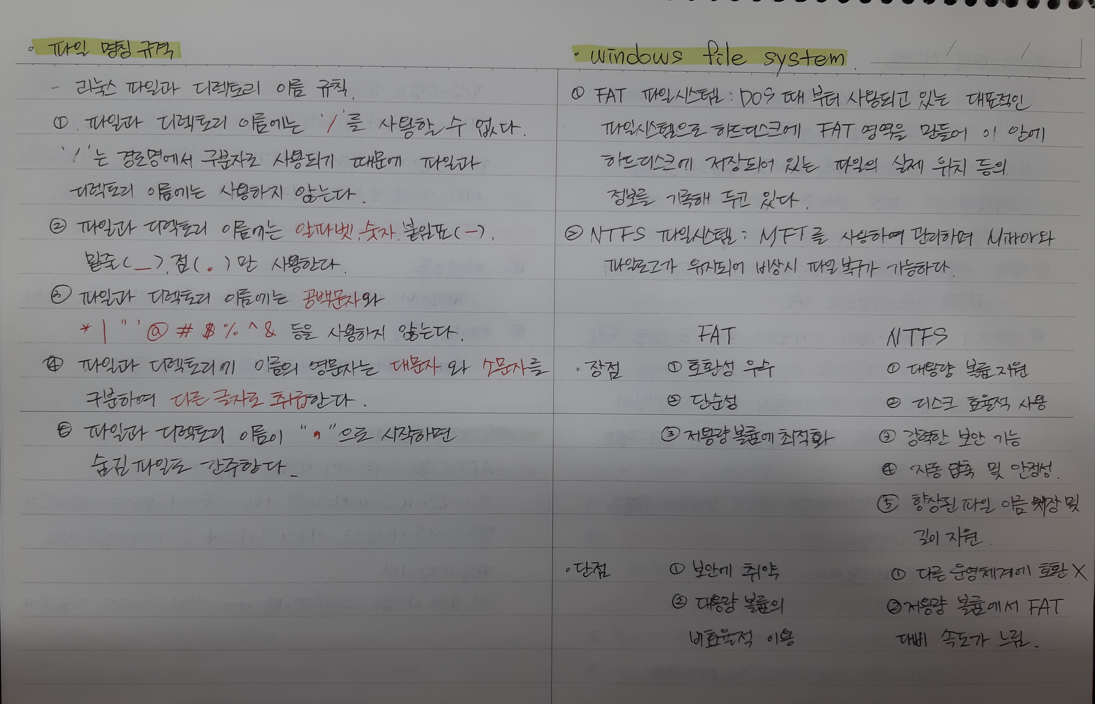 · 파일 명칭 규칙
- 리눅스 파일과 디렉토리 이름 규칙.
① 파일과 디렉토리 이름에는 '/'를 사용할 수 없다.
'/'는 경로명에서 구분자로 사용되기 때문에 파일과
디렉토리 이름에는 사용하지 않는다.
② 파일과 디렉토리 이름에는 알파벳, 숫자, 붙임표(-),
밑줄(_), 점(.)만 사용한다.
③ 파일과 디렉토리 이름에는 공백문자와
* | " ' @ # $ % ^ & 등을 사용하지 않는다.
④ 파일과 디렉토리 이름의 영문자는 대문자와 소문자를
구분하여 다른 글자로 취급한다.
⑤ 파일과 디렉토리 이름이 "."으로 시작하면
숨김 파일로 간주한다.
· windows file system.
① FAT 파일시스템 : DOS 때 부터 사용되고 있는 대표적인
파일시스템으로 하드디스크에 FAT 영역을 만들어 이 안에
하드디스크에 저장되어 있는 파일의 실제 위치 등의
정보를 기록해 두고 있다.
② NTFS 파일시스템 : MFT를 사용하여 관리하며 Mirror와
파일로그가 유지되어 비상시 파일 복구가 가능하다.
FAT NTFS
· 장점 ① 호환성 우수 ① 대용량 볼륨 지원
② 단순성 ② 디스크 효율적 사용
③ 저용량 볼륨에 최적화 ③ 강력한 보안 기능
④ 자동 압축 및 안정성.
⑤ 향상된 파일 이름 저장 및
길이 지원.
· 단점 ① 보안에 취약 ① 다른 운영체계에 호환 X
② 대용량 볼륨의 ② 저용량 볼륨에서 FAT
비효율적 이용 대비 속도가 느림.